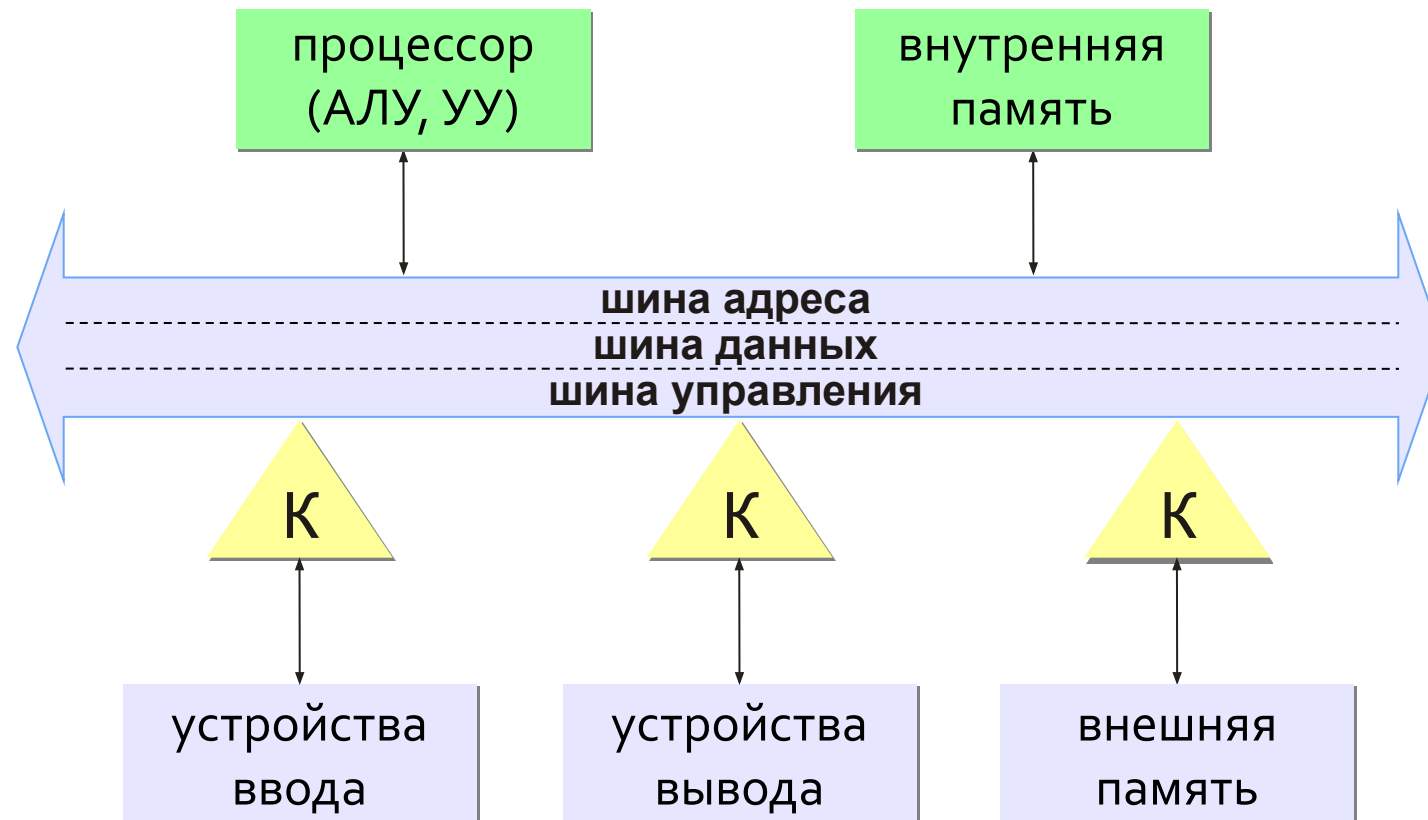 процессор
(АЛУ, УУ)
внутренняя
память
шина адреса
шина данных
шина управления
К
К
К
устройства
ввода
устройства
вывода
внешняя
память